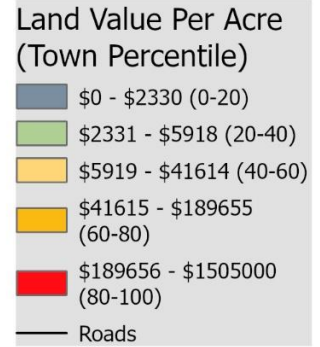 Land Value Per Acre
(Town Percentile)
$0 - $2330 (0-20)
$2331 - $5918 (20-40)
$5919 - $41614 (40-60)
$41615 - $189655
(60-80)
$189656 - $1505000
(80-100)
Roads